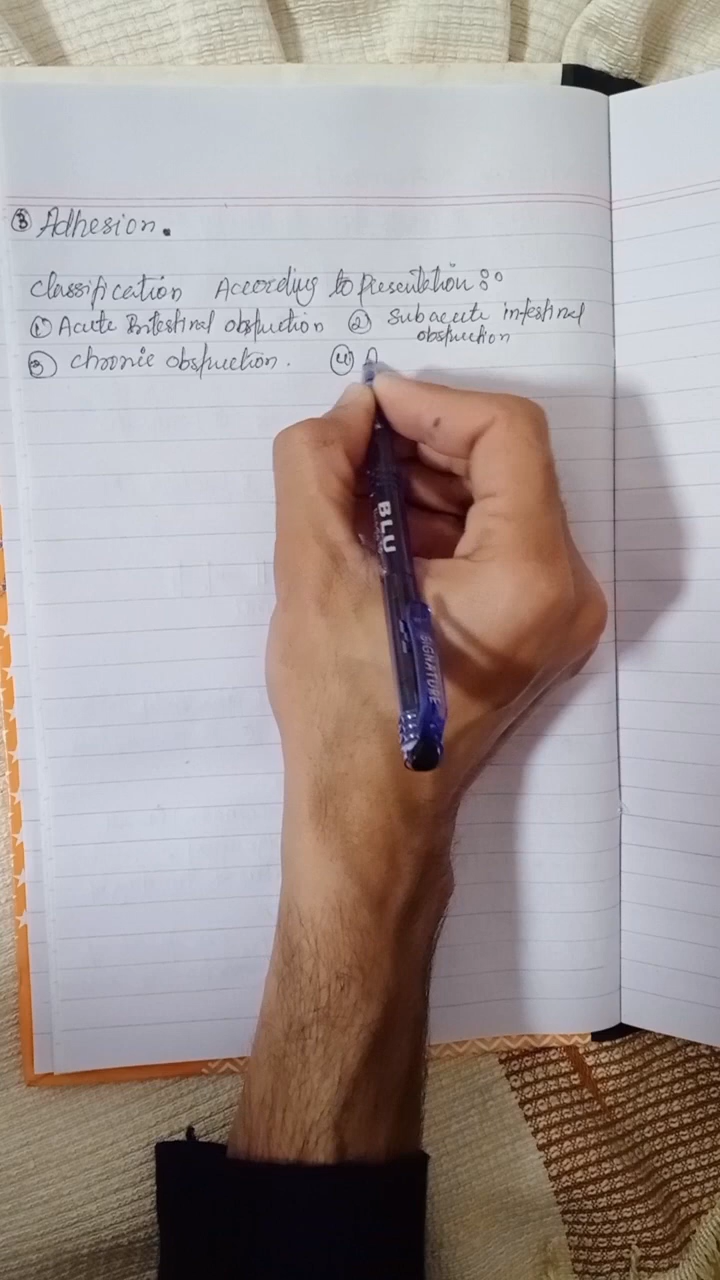 ③ Adhesion.
Classification According to Presentation :-
① Acute Intestinal obstruction ② Subacute intestinal
obstruction
③ chronic obstruction. ④ A
BLU
SIGNATURE